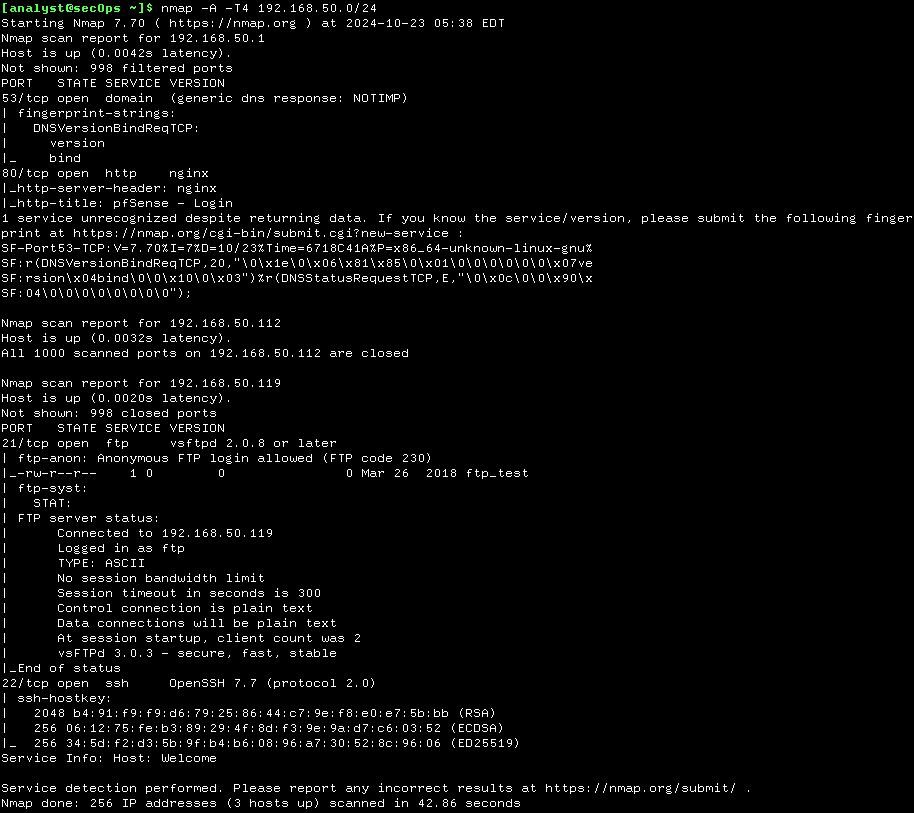 [analyst@secOps ~]$ nmap -A -T4 192.168.50.0/24
Starting Nmap 7.70 ( https://nmap.org ) at 2024-10-23 05:38 EDT
Nmap scan report for 192.168.50.1
Host is up (0.0042s latency).
Not shown: 998 filtered ports
PORT   STATE SERVICE VERSION
53/tcp open  domain  (generic dns response: NOTIMP)
| fingerprint-strings:
|   DNSVersionBindReqTCP:
|     version
|_    bind
80/tcp open  http    nginx
|_http-server-header: nginx
|_http-title: pfSense - Login
1 service unrecognized despite returning data. If you know the service/version, please submit the following finger
print at https://nmap.org/cgi-bin/submit.cgi?new-service :
SF-Port53-TCP:V=7.70%I=7%D=10/23%Time=6718C41A%P=x86_64-unknown-linux-gnu%
SF:r(DNSVersionBindReqTCP,20,"\0\x1e\0\x06\x81\x85\0\x01\0\0\0\0\0\0\x07ve
SF:rsion\x04bind\0\0\x10\0\x03")%r(DNSStatusRequestTCP,E,"\0\x0c\0\0\x90\x
SF:04\0\0\0\0\0\0\0\0");
Nmap scan report for 192.168.50.112
Host is up (0.0032s latency).
All 1000 scanned ports on 192.168.50.112 are closed
Nmap scan report for 192.168.50.119
Host is up (0.0020s latency).
Not shown: 998 closed ports
PORT   STATE SERVICE VERSION
21/tcp open  ftp     vsftpd 2.0.8 or later
| ftp-anon: Anonymous FTP login allowed (FTP code 230)
|_-rw-r--r--    1 0        0               0 Mar 26  2018 ftp_test
| ftp-syst:
|   STAT:
| FTP server status:
|      Connected to 192.168.50.119
|      Logged in as ftp
|      TYPE: ASCII
|      No session bandwidth limit
|      Session timeout in seconds is 300
|      Control connection is plain text
|      Data connections will be plain text
|      At session startup, client count was 2
|      vsFTPd 3.0.3 - secure, fast, stable
|_End of status
22/tcp open  ssh     OpenSSH 7.7 (protocol 2.0)
| ssh-hostkey:
|   2048 b4:91:f9:f9:d6:79:25:86:44:c7:9e:f8:e0:e7:5b:bb (RSA)
|   256 06:12:75:fe:b3:89:29:4f:8d:f3:9e:9a:d7:c6:03:52 (ECDSA)
|_  256 34:5d:f2:d3:5b:9f:b4:b6:08:96:a7:30:52:8c:96:06 (ED25519)
Service Info: Host: Welcome
Service detection performed. Please report any incorrect results at https://nmap.org/submit/ .
Nmap done: 256 IP addresses (3 hosts up) scanned in 42.86 seconds